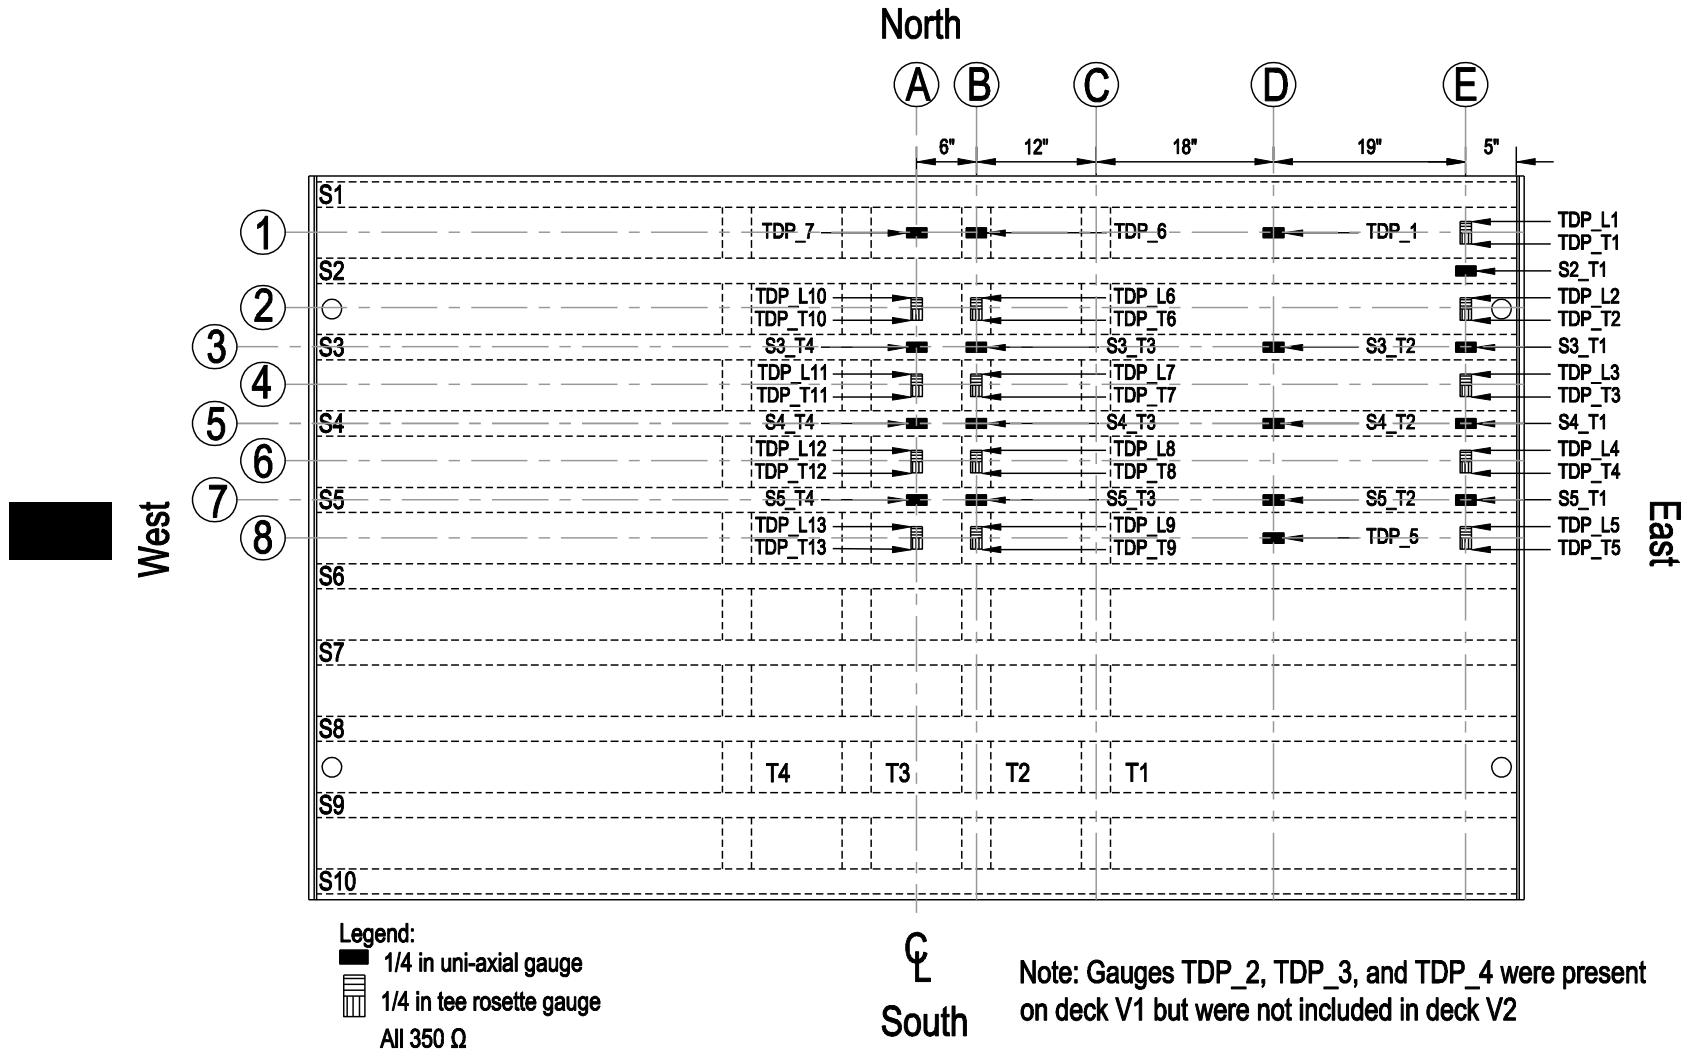 North
A B C D E
6" 12" 18" 19" 5"
S1
1 TDP_7 TDP_6 TDP_1 TDP_L1
TDP_T1
S2 S2_T1
TDP_L10 TDP_L6 TDP_L2
2
TDP_T10 TDP_T6 TDP_T2
3 S3 S3_T4 S3_T3 S3_T2 S3_T1
TDP_L11 TDP_L7 TDP_L3
4
TDP_T11 TDP_T7 TDP_T3
5 S4 S4_T4 S4_T3 S4_T2 S4_T1
TDP_L12 TDP_L8 TDP_L4
6
TDP_T12 TDP_T8 TDP_T4
7 S5 S5_T4 S5_T3 S5_T2 S5_T1
TDP_L13 TDP_L9 TDP_L5
8 TDP_5
TDP_T13 TDP_T9 TDP_T5
West
East
S6
S7
S8
T4 T3 T2 T1
S9
S10
Legend:
1/4 in uni-axial gauge
1/4 in tee rosette gauge
All 350 Ω
CL
South
Note: Gauges TDP_2, TDP_3, and TDP_4 were present
on deck V1 but were not included in deck V2